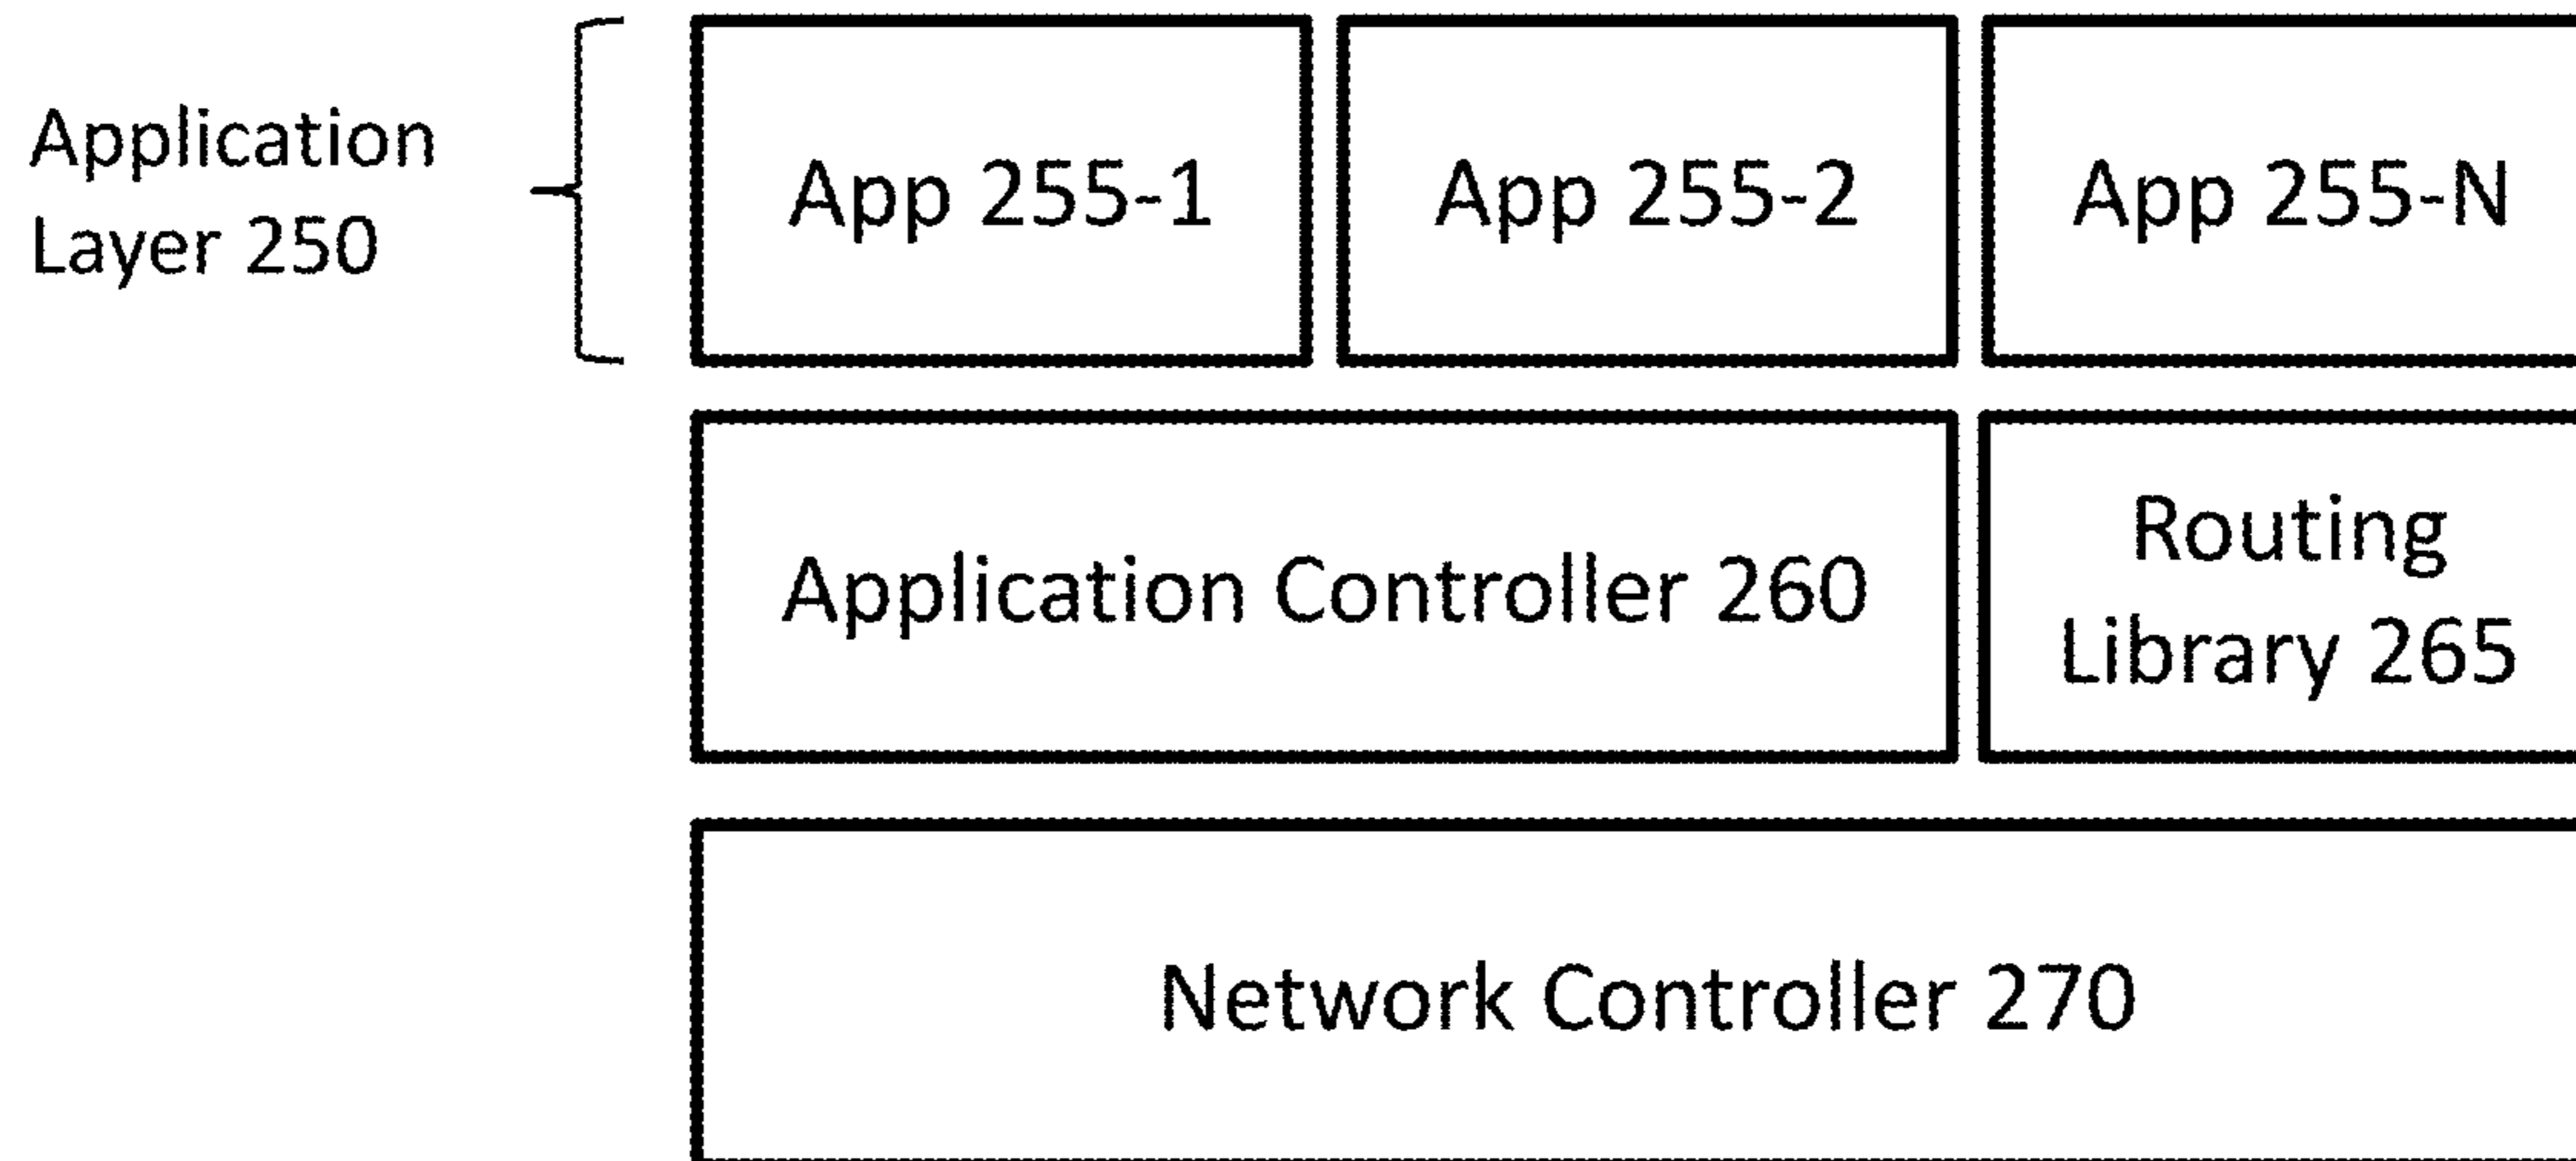 Application
Layer 250
App 255-1
App 255-2
App 255-N
Application Controller 260
Routing
Library 265
Network Controller 270